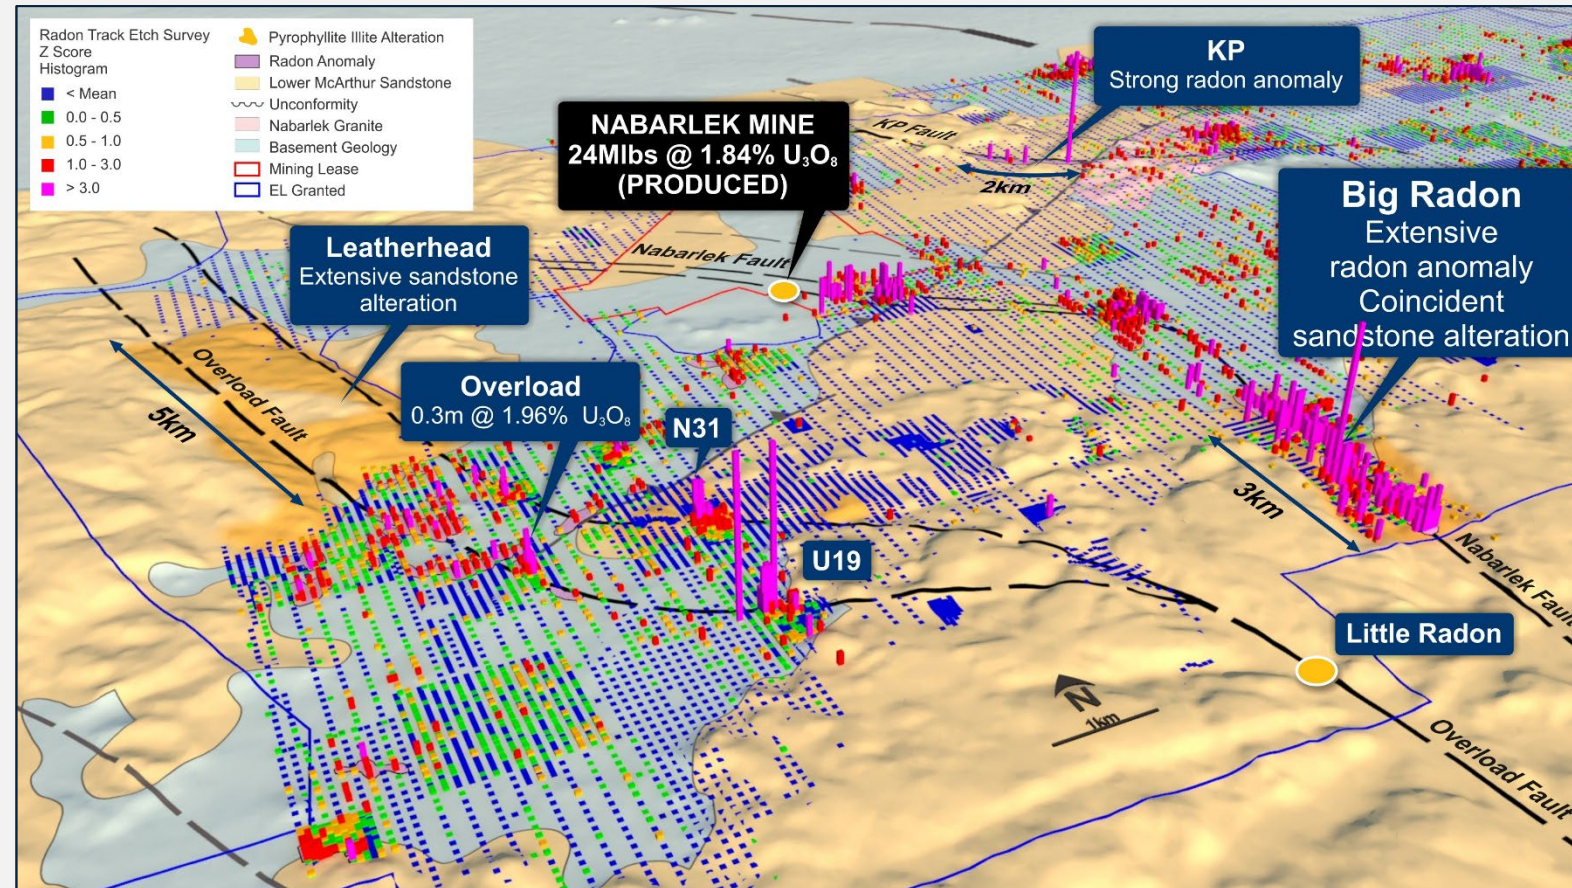 Radon Track Etch Survey
Z Score
Histogram
< Mean
0.0 - 0.5
0.5 - 1.0
1.0 - 3.0
> 3.0
Pyrophyllite Illite Alteration
Radon Anomaly
Lower McArthur Sandstone
Unconformity
Nabarlek Granite
Basement Geology
Mining Lease
EL Granted
KP
Strong radon anomaly
NABARLEK MINE
24Mlbs @ 1.84% U₃O₈
(PRODUCED)
KP Fault
2km
Big Radon
Extensive
radon anomaly
Coincident
sandstone alteration
Leatherhead
Extensive sandstone
alteration
Nabarlek Fault
Overload Fault
5km
Overload
0.3m @ 1.96% U₃O₈
N31
3km
U19
Nabarlek Fault
Little Radon
N
1km
Overload Fault